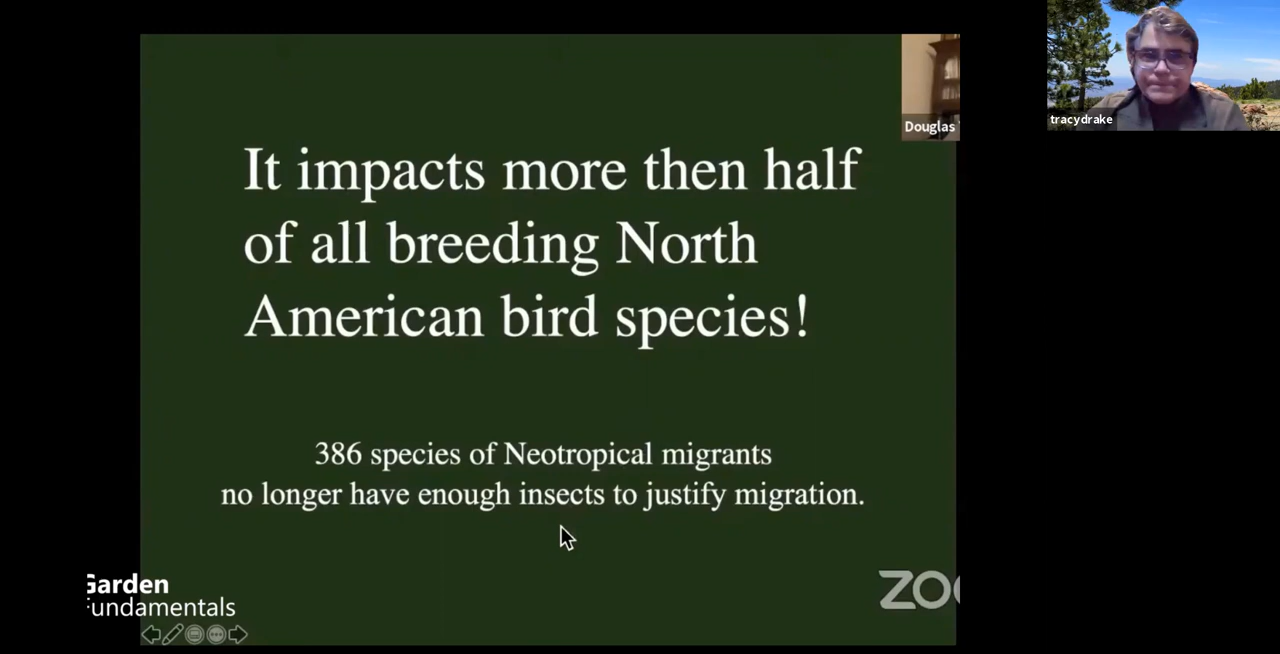 Douglas
tracydrake
It impacts more then half
of all breeding North
American bird species!
386 species of Neotropical migrants
no longer have enough insects to justify migration.
Garden
Fundamentals